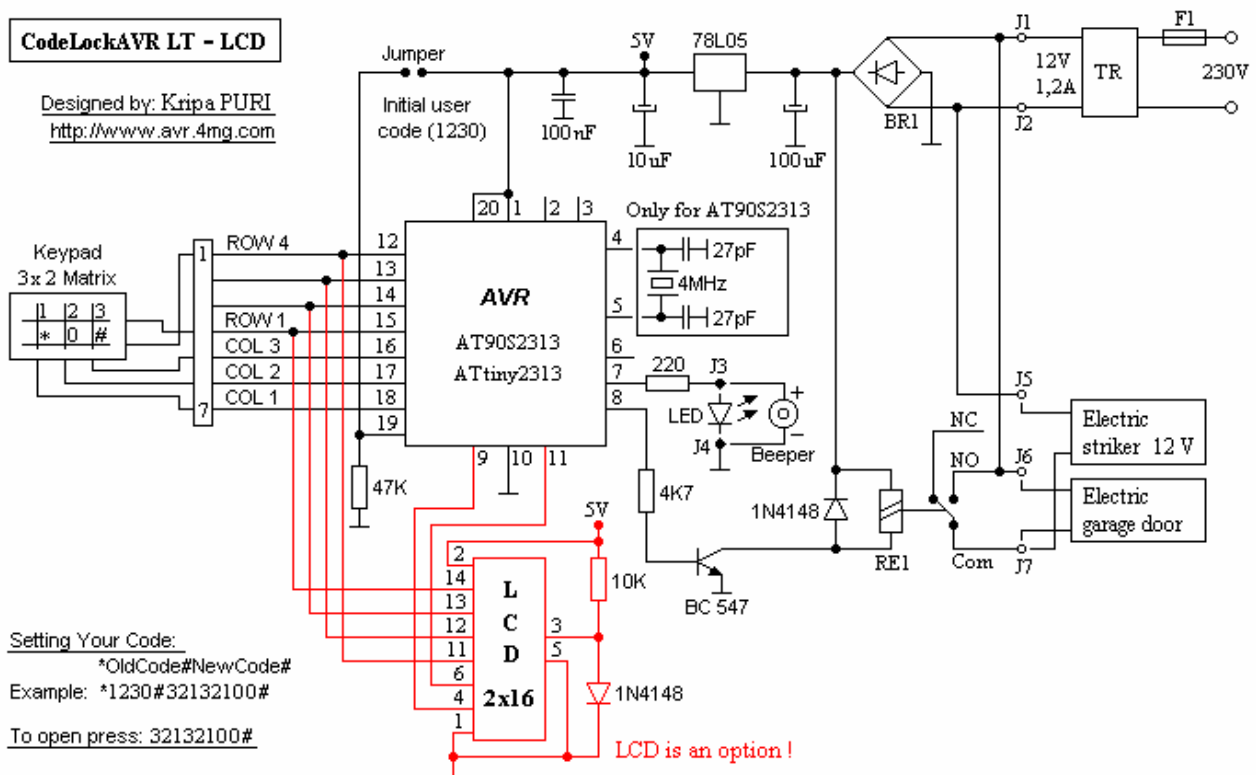 CodeLockAVR LT - LCD
Designed by: Kripa PURI
http://www.avr.4mg.com
Jumper
Initial user
code (1230)
100nF
5V
10uF
78L05
100uF
BR1
J1
J2
12V
1,2A
TR
F1
230V
Keypad
3x2 Matrix
1 2 3
* 0 #
1
7
ROW 4
ROW 1
COL 3
COL 2
COL 1
12
13
14
15
16
17
18
19
20 1 2 3
4
5
6
7
8
9 10 11
AVR
AT90S2313
ATtiny2313
Only for AT90S2313
27pF
4MHz
27pF
220
J3
LED
J4
+
−
Beeper
47K
4K7
BC 547
1N4148
RE1
NC
NO
Com
J5
J6
J7
Electric
striker 12 V
Electric
garage door
5V
10K
1N4148
2
14
13
12
11
6
4
1
L
C
D
2x16
3
5
LCD is an option !
Setting Your Code:
*OldCode#NewCode#
Example: *1230#32132100#
To open press: 32132100#